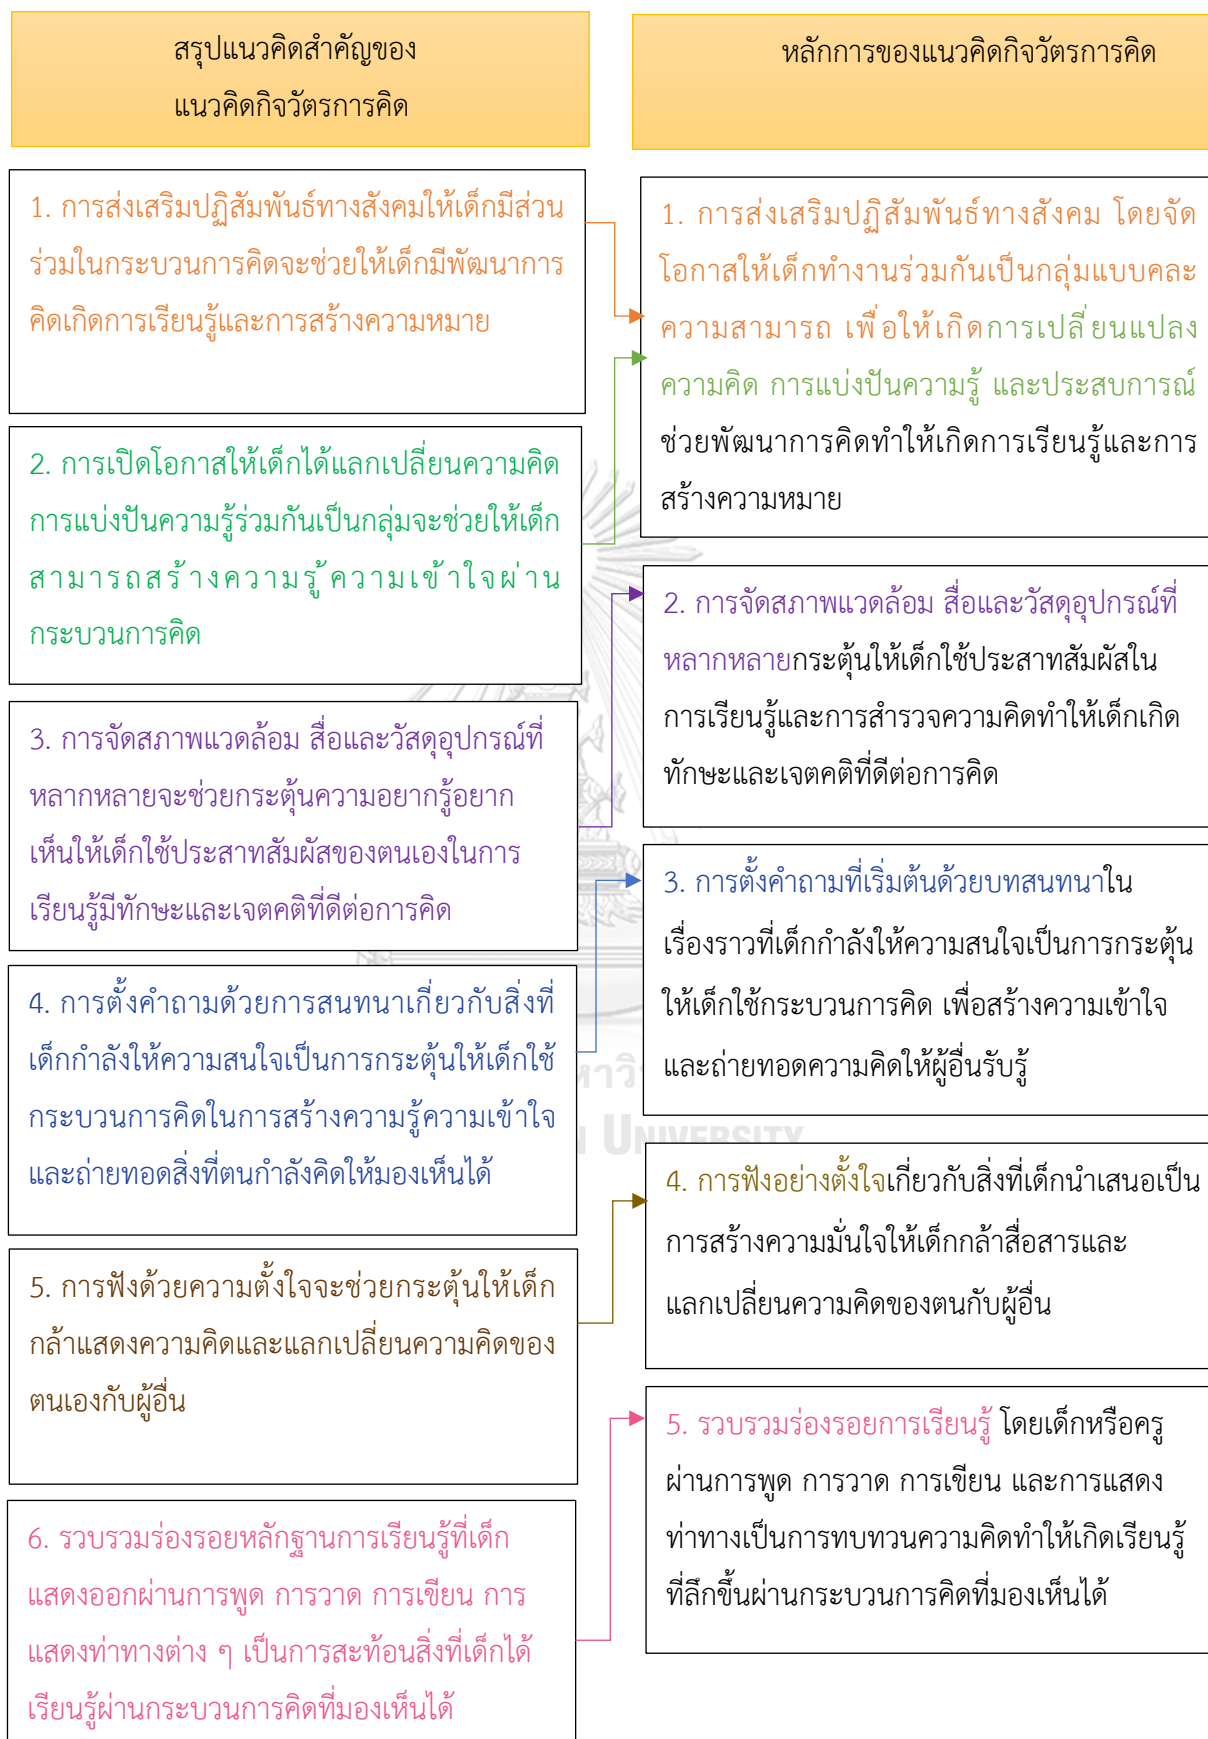 สรุปแนวคิดสำคัญของ
แนวคิดกิจวัตรการคิด
1. การส่งเสริมปฏิสัมพันธ์ทางสังคมให้เด็กมีส่วน
ร่วมในกระบวนการคิดจะช่วยให้เด็กมีพัฒนาการ
คิดเกิดการเรียนรู้และการสร้างความหมาย
2. การเปิดโอกาสให้เด็กได้แลกเปลี่ยนความคิด
การแบ่งปันความรู้ร่วมกันเป็นกลุ่มจะช่วยให้เด็ก
สามารถสร้างความรู้ความเข้าใจผ่าน
กระบวนการคิด
3. การจัดสภาพแวดล้อม สื่อและวัสดุอุปกรณ์ที่
หลากหลายจะช่วยกระตุ้นความอยากรู้อยาก
เห็นให้เด็กใช้ประสาทสัมผัสของตนเองในการ
เรียนรู้มีทักษะและเจตคติที่ดีต่อการคิด
4. การตั้งคำถามด้วยการสนทนาเกี่ยวกับสิ่งที่
เด็กกำลังให้ความสนใจเป็นการกระตุ้นให้เด็กใช้
กระบวนการคิดในการสร้างความรู้ความเข้าใจ
และถ่ายทอดสิ่งที่ตนกำลังคิดให้มองเห็นได้
5. การฟังด้วยความตั้งใจจะช่วยกระตุ้นให้เด็ก
กล้าแสดงความคิดและแลกเปลี่ยนความคิดของ
ตนเองกับผู้อื่น
6. รวบรวมร่องรอยหลักฐานการเรียนรู้ที่เด็ก
แสดงออกผ่านการพูด การวาด การเขียน การ
แสดงท่าทางต่าง ๆ เป็นการสะท้อนสิ่งที่เด็กได้
เรียนรู้ผ่านกระบวนการคิดที่มองเห็นได้
หลักการของแนวคิดกิจวัตรการคิด
1. การส่งเสริมปฏิสัมพันธ์ทางสังคม โดยจัด
โอกาสให้เด็กทำงานร่วมกันเป็นกลุ่มแบบคละ
ความสามารถ เพื่อให้เกิดการเปลี่ยนแปลง
ความคิด การแบ่งปันความรู้ และประสบการณ์
ช่วยพัฒนาการคิดทำให้เกิดการเรียนรู้และการ
สร้างความหมาย
2. การจัดสภาพแวดล้อม สื่อและวัสดุอุปกรณ์ที่
หลากหลายกระตุ้นให้เด็กใช้ประสาทสัมผัสใน
การเรียนรู้และการสำรวจความคิดทำให้เด็กเกิด
ทักษะและเจตคติที่ดีต่อการคิด
3. การตั้งคำถามที่เริ่มต้นด้วยบทสนทนาใน
เรื่องราวที่เด็กกำลังให้ความสนใจเป็นการกระตุ้น
ให้เด็กใช้กระบวนการคิด เพื่อสร้างความเข้าใจ
และถ่ายทอดความคิดให้ผู้อื่นรับรู้
4. การฟังอย่างตั้งใจเกี่ยวกับสิ่งที่เด็กนำเสนอเป็น
การสร้างความมั่นใจให้เด็กกล้าสื่อสารและ
แลกเปลี่ยนความคิดของตนกับผู้อื่น
5. รวบรวมร่องรอยการเรียนรู้ โดยเด็กหรือครู
ผ่านการพูด การวาด การเขียน และการแสดง
ท่าทางเป็นการทบทวนความคิดทำให้เกิดเรียนรู้
ที่ลึกขึ้นผ่านกระบวนการคิดที่มองเห็นได้
UNIVERSITY